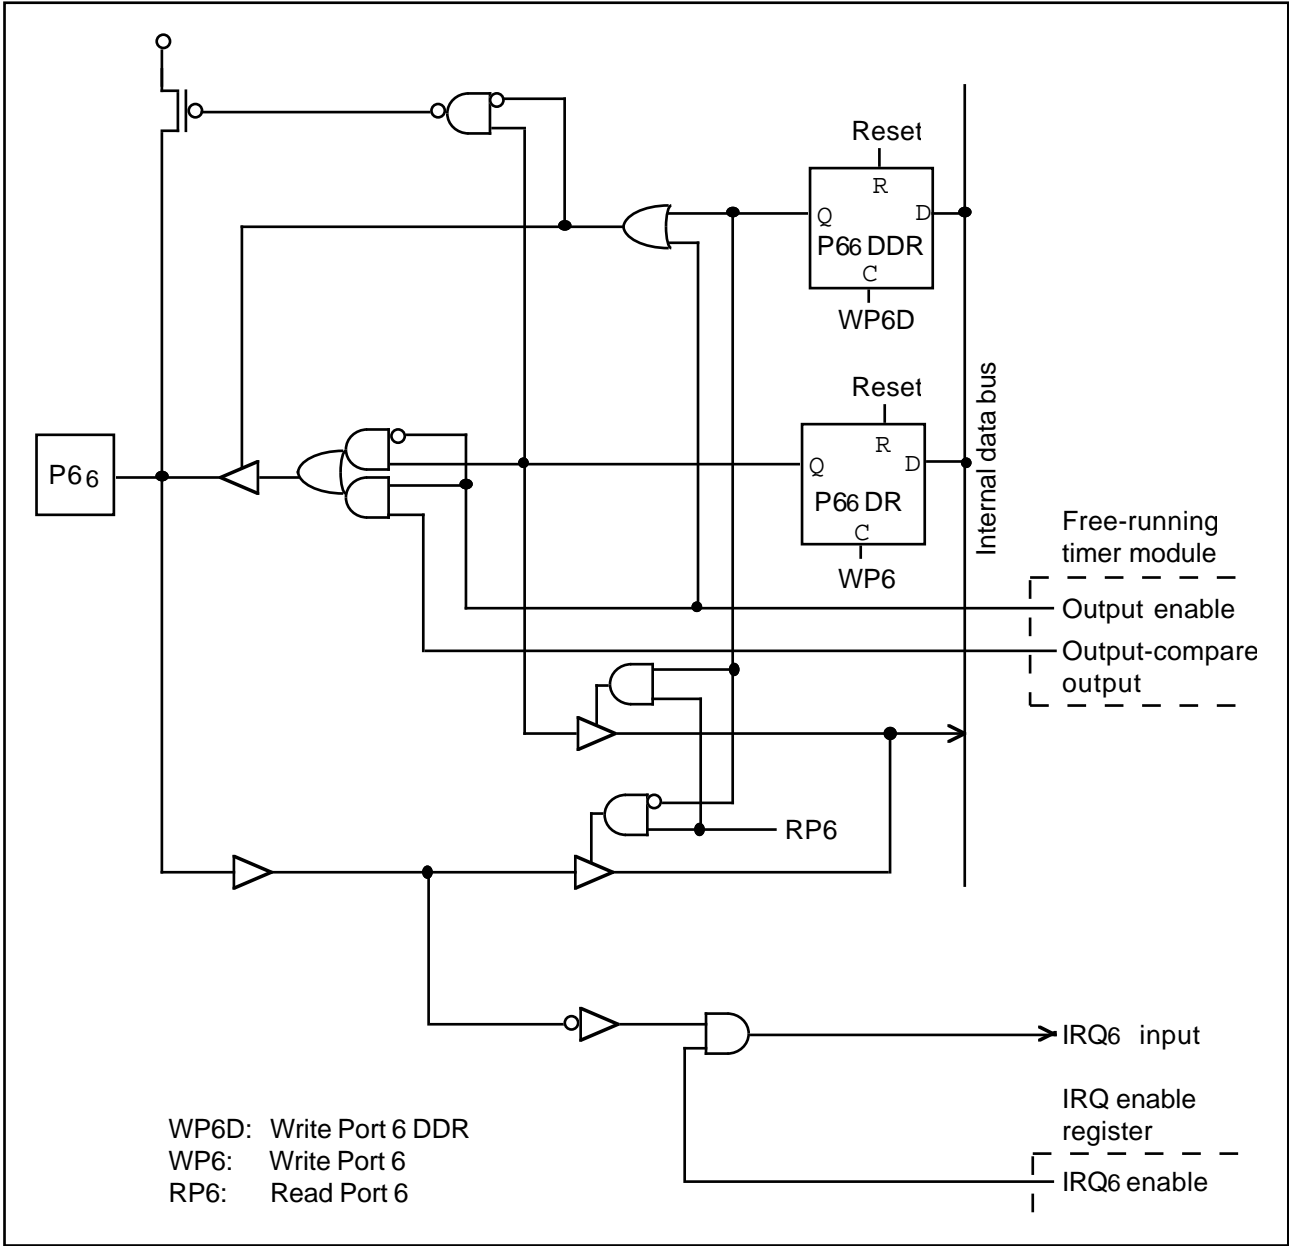 Reset
R
Q D
P66 DDR
C
WP6D
Reset
R
Q D
P66 DR
C
WP6
P66
Internal data bus
Free-running
timer module
Output enable
Output-compare
output
RP6
IRQ6 input
IRQ enable
register
IRQ6 enable
WP6D: Write Port 6 DDR
WP6: Write Port 6
RP6: Read Port 6